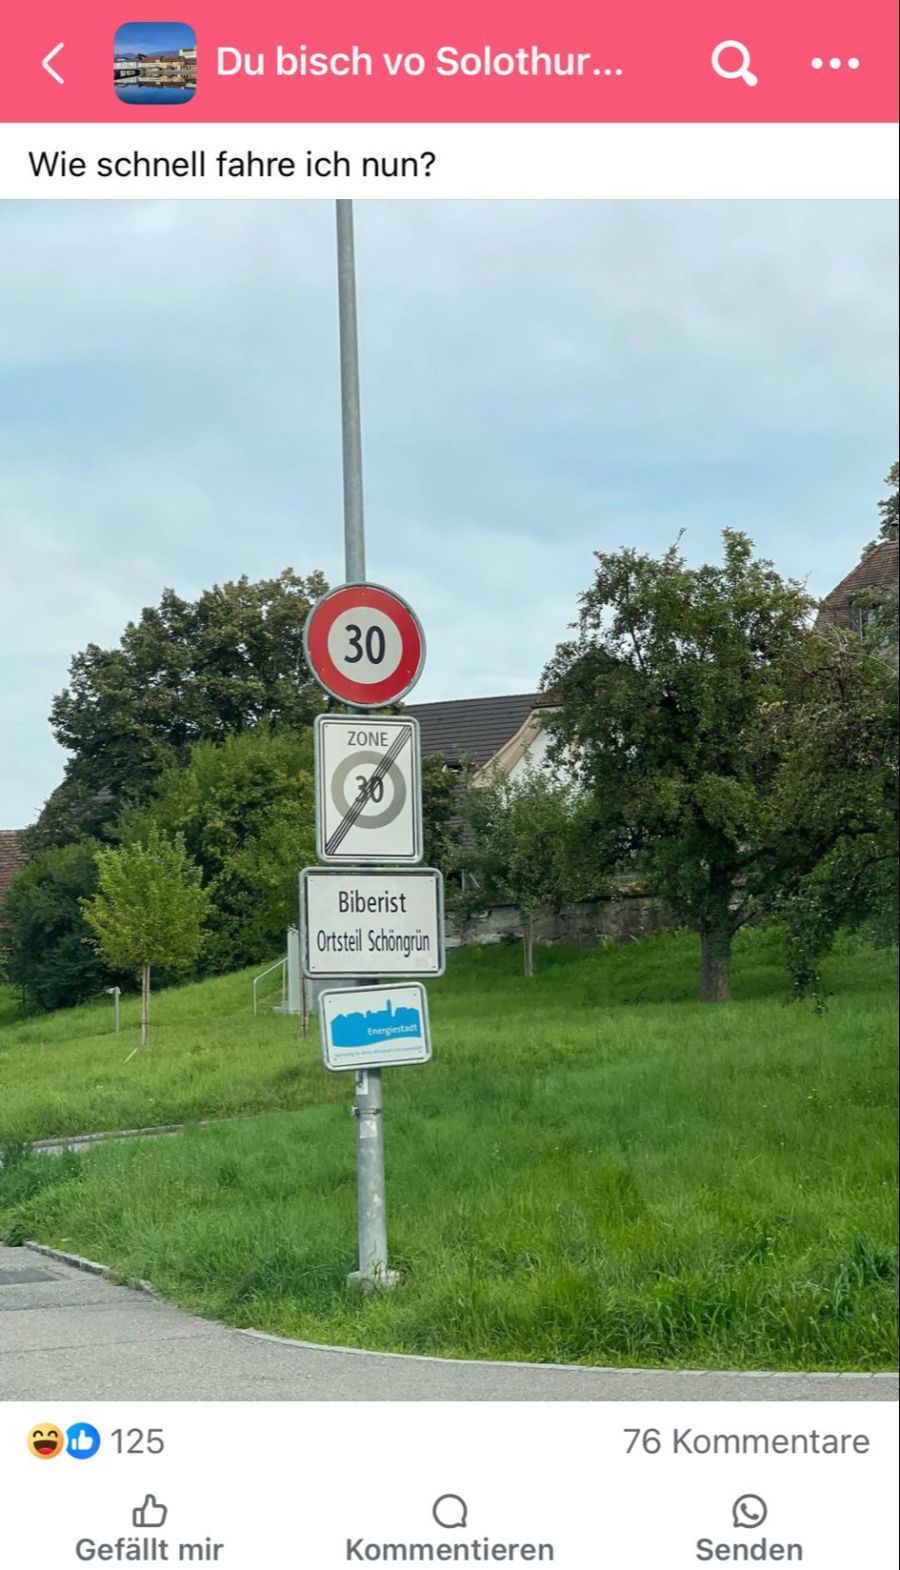 Du bisch vo Solothur...
Wie schnell fahre ich nun?
30
ZONE
30
Biberist
Ortsteil Schöngrün
Energiestadt
125
76 Kommentare
Gefällt mir
Kommentieren
Senden